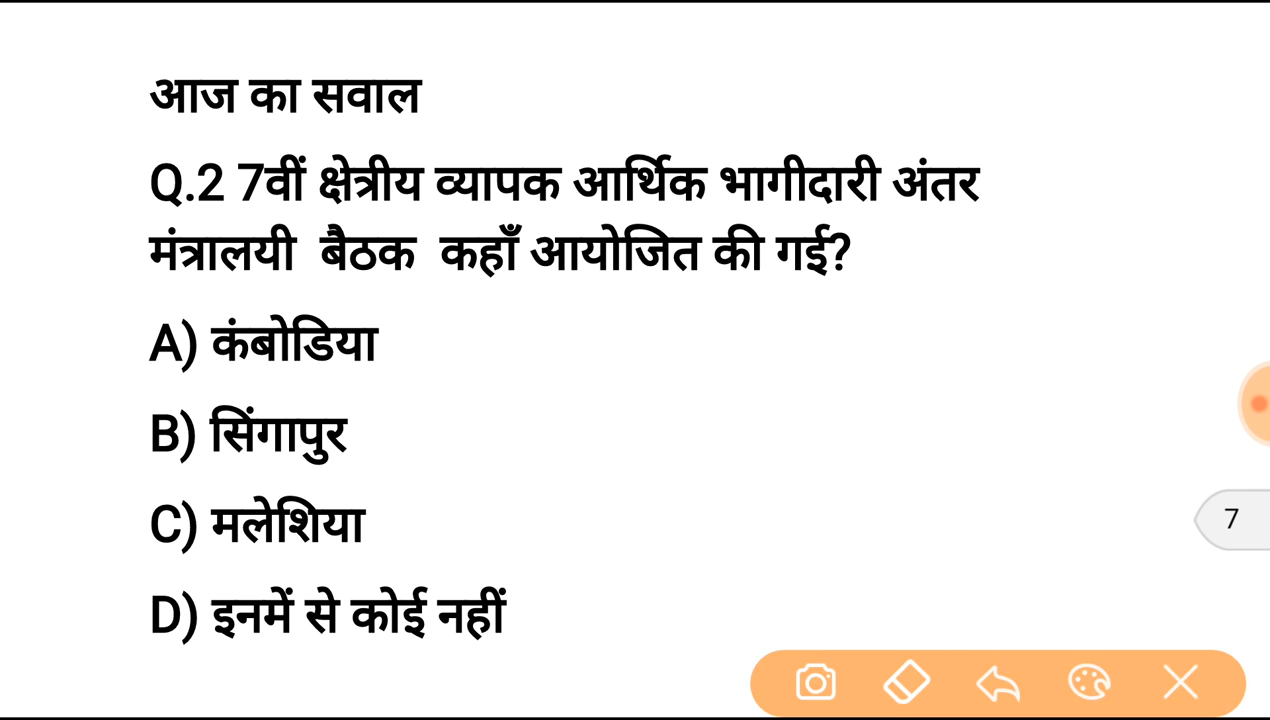 आज का सवाल
Q.2 7वीं क्षेत्रीय व्यापक आर्थिक भागीदारी अंतर
मंत्रालयी बैठक कहाँ आयोजित की गई?
A) कंबोडिया
B) सिंगापुर
C) मलेशिया
7
D) इनमें से कोई नहीं